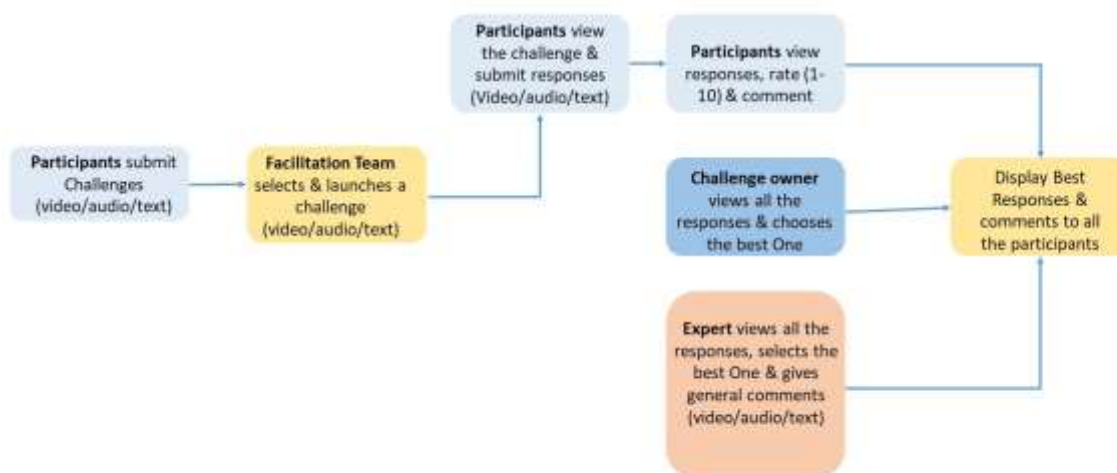 Participants submit
Challenges
(video/audio/text)
Facilitation Team
selects & launches a
challenge
(video/audio/text)
Participants view
the challenge &
submit responses
(Video/audio/text)
Participants view
responses, rate (1-
10) & comment
Challenge owner
views all the
responses & chooses
the best One
Expert views all the
responses, selects the
best One & gives
general comments
(video/audio/text)
Display Best
Responses &
comments to all
the participants